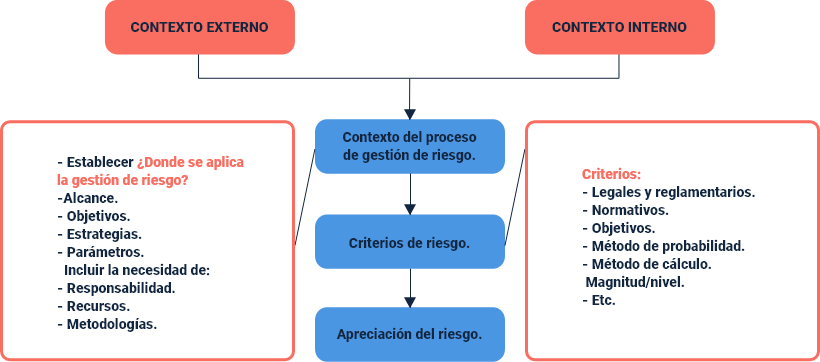 CONTEXTO EXTERNO
CONTEXTO INTERNO
Contexto del proceso
de gestión de riesgo.
- Establecer ¿Donde se aplica
la gestión de riesgo?
-Alcance.
- Objetivos.
- Estrategias.
- Parámetros.
Incluir la necesidad de:
- Responsabilidad.
- Recursos.
- Metodologías.
Criterios de riesgo.
Criterios:
- Legales y reglamentarios.
- Normativos.
- Objetivos.
- Método de probabilidad.
- Método de cálculo.
Magnitud/nivel.
- Etc.
Apreciación del riesgo.